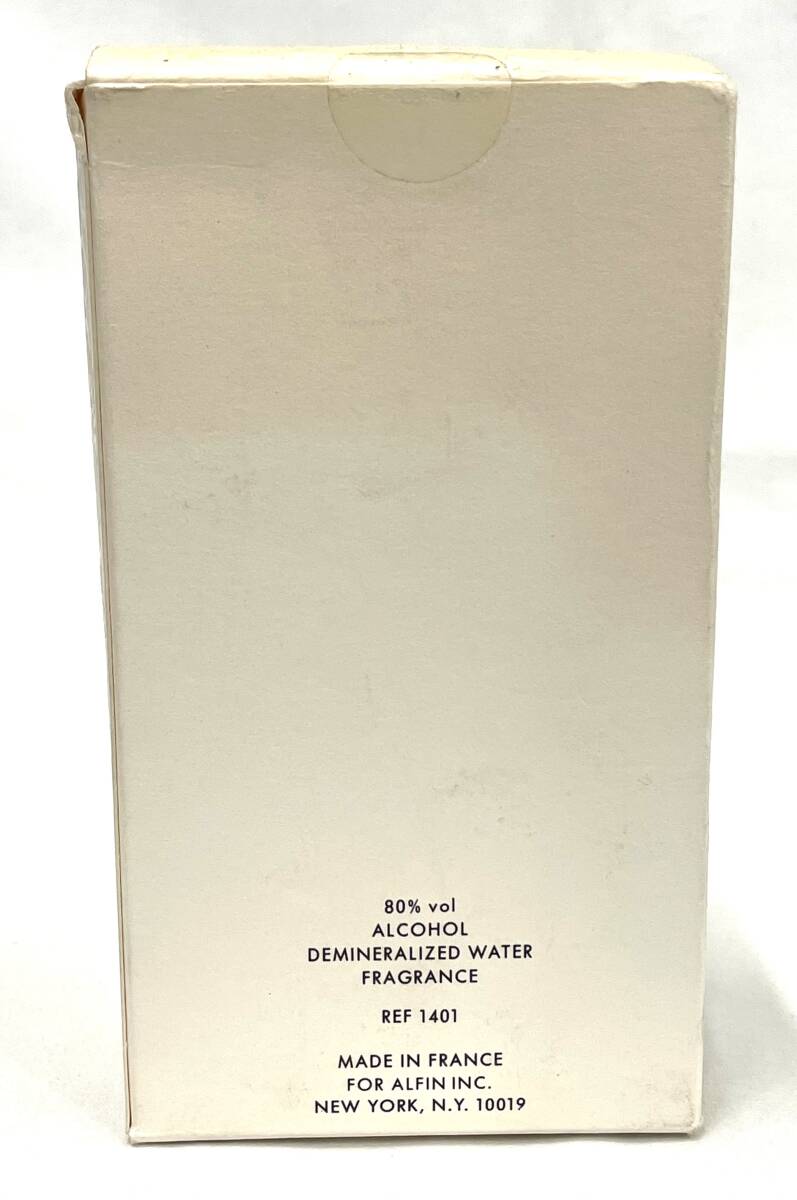 80% vol
ALCOHOL
DEMINERALIZED WATER
FRAGRANCE
REF 1401
MADE IN FRANCE
FOR ALFIN INC.
NEW YORK, N.Y. 10019